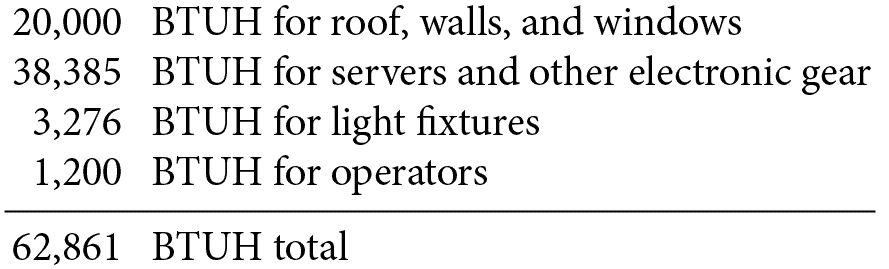 20,000 BTUH for roof, walls, and windows
38,385 BTUH for servers and other electronic gear
3,276 BTUH for light fixtures
1,200 BTUH for operators
62,861 BTUH total